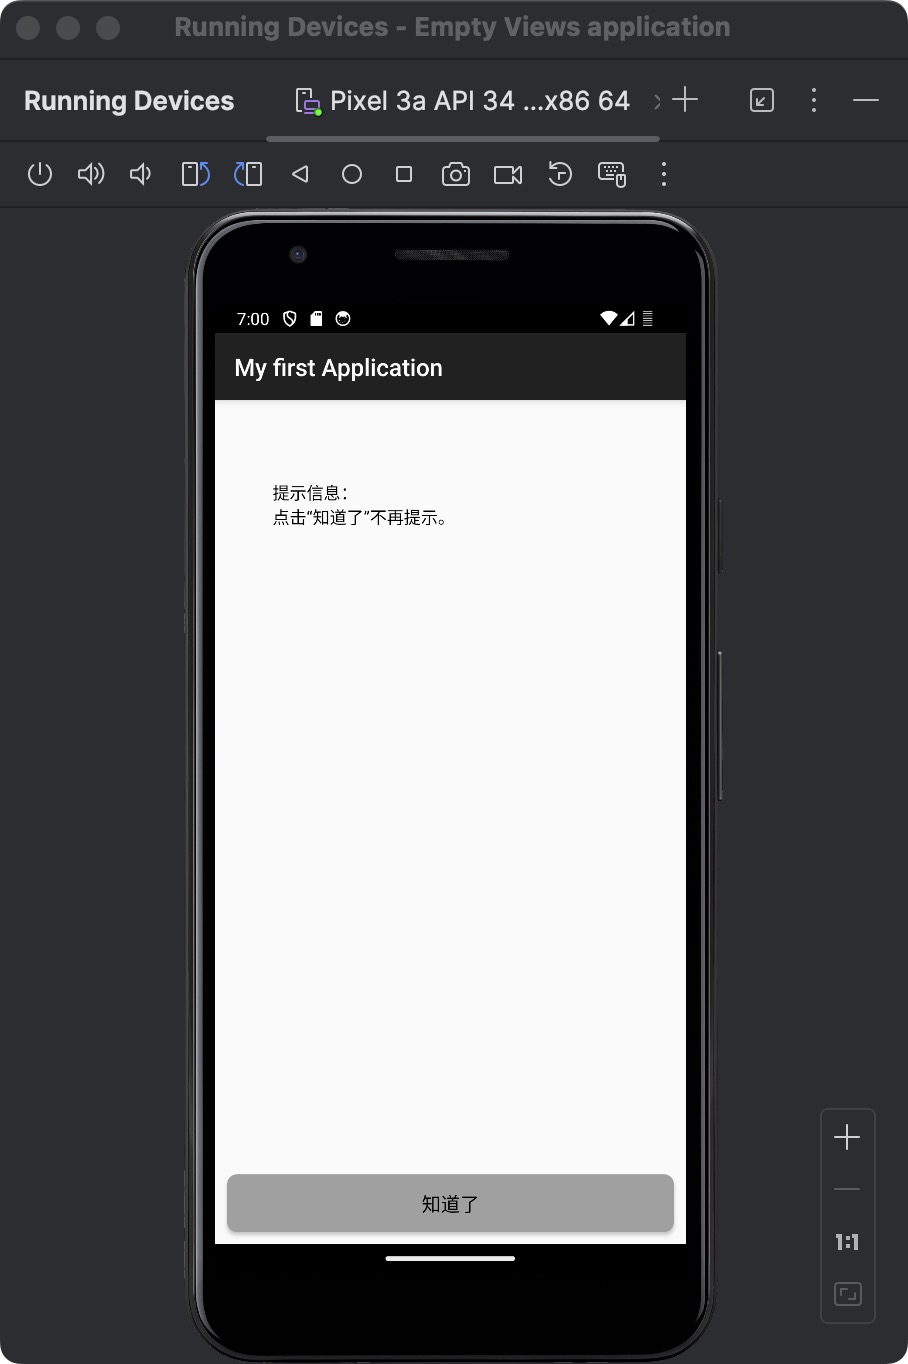 Running Devices - Empty Views application
Running Devices
Pixel 3a API 34 ...x86 64
7:00
My first Application
提示信息：
点击“知道了”不再提示。
知道了
1:1